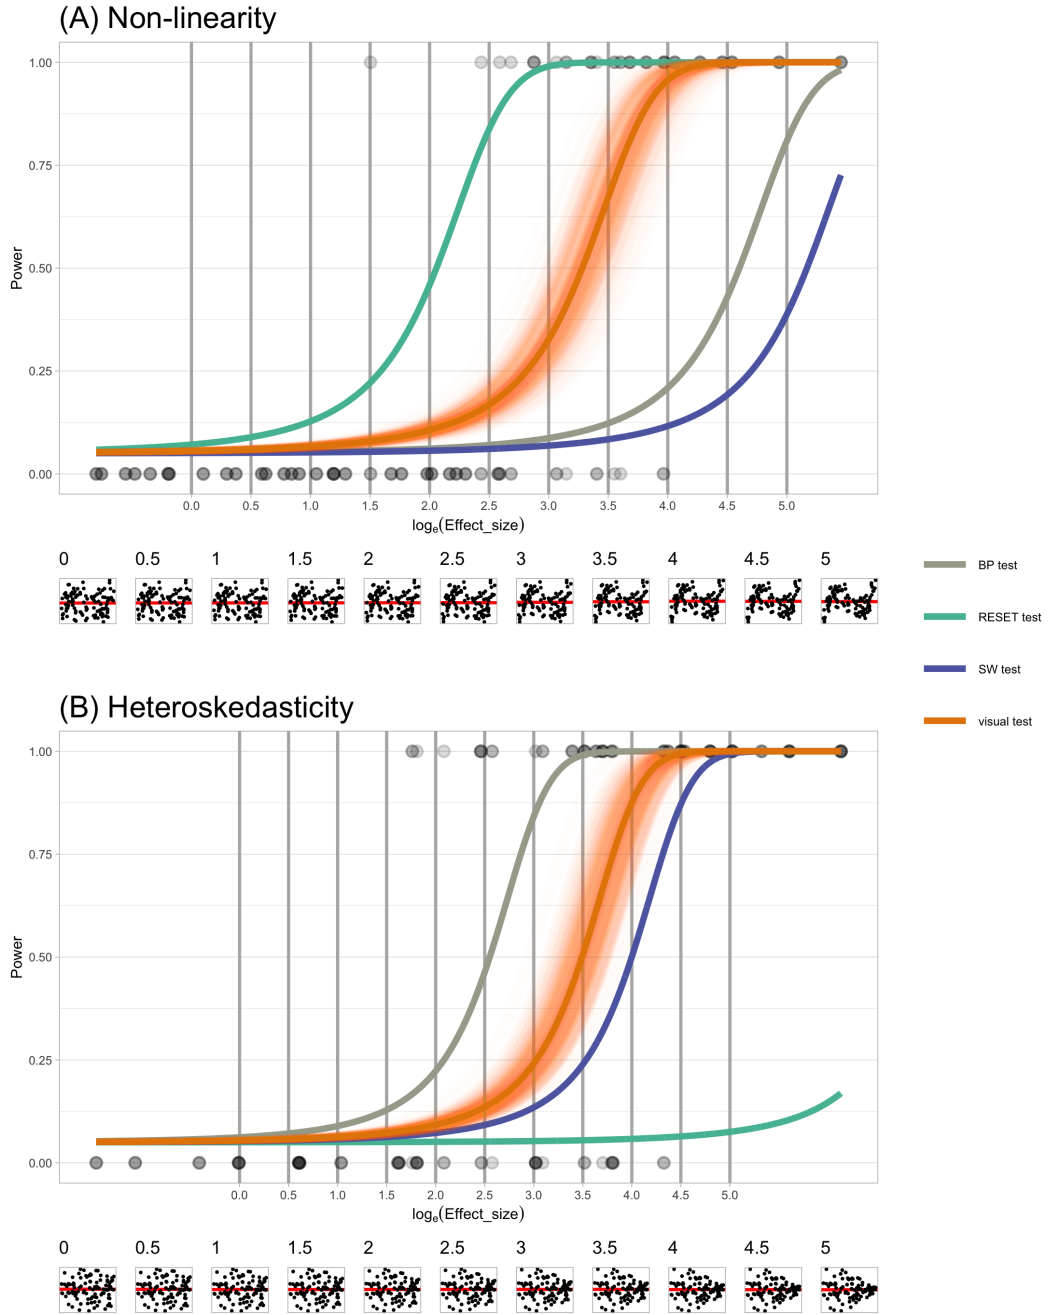 (A) Non-linearity
1.00
0.75
0.50
0.25
0.00
Power
0.0 0.5 1.0 1.5 2.0 2.5 3.0 3.5 4.0 4.5 5.0
logₑ(Effect_size)
0 0.5 1 1.5 2 2.5 3 3.5 4 4.5 5
BP test
RESET test
SW test
visual test
(B) Heteroskedasticity
1.00
0.75
0.50
0.25
0.00
Power
0.0 0.5 1.0 1.5 2.0 2.5 3.0 3.5 4.0 4.5 5.0
logₑ(Effect_size)
0 0.5 1 1.5 2 2.5 3 3.5 4 4.5 5